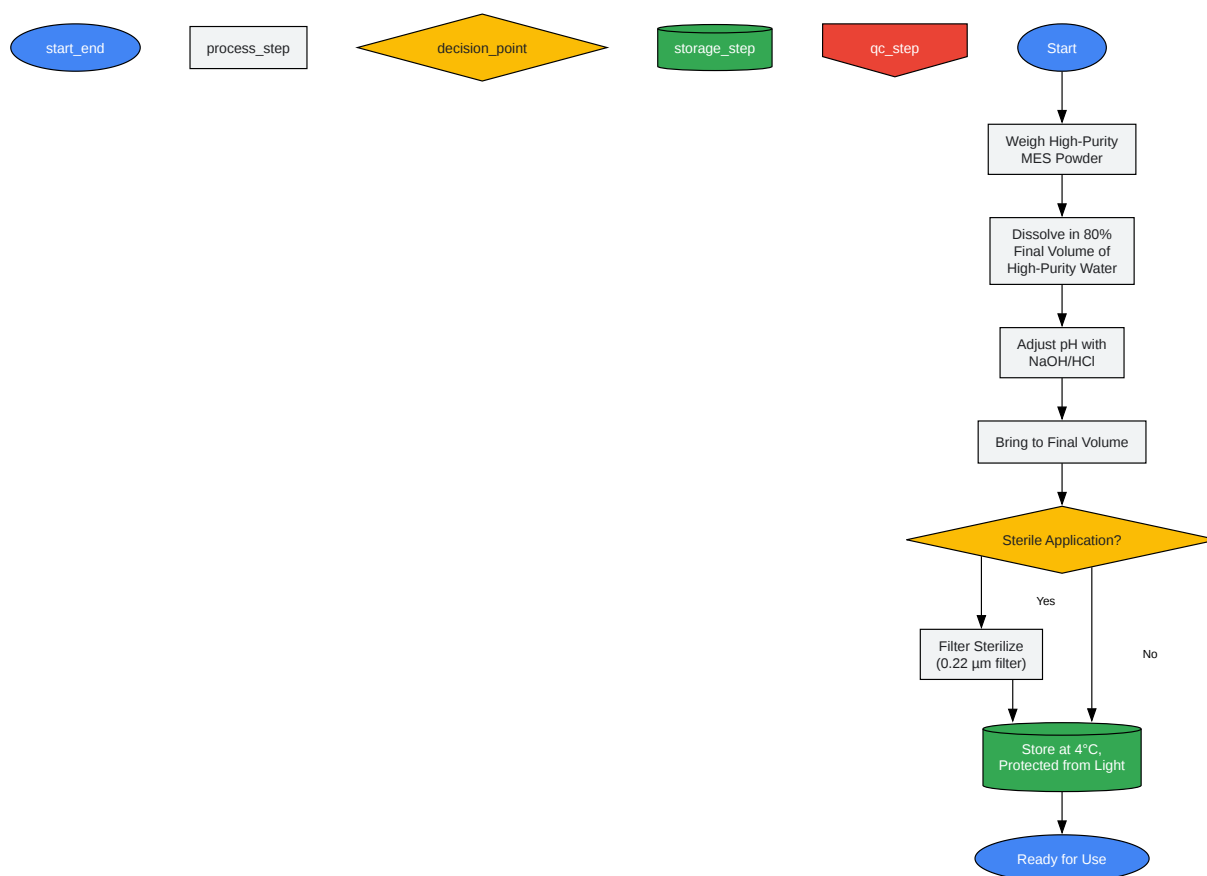 start_end
process_step
decision_point
storage_step
qc_step
Start
Weigh High-Purity
MES Powder
Dissolve in 80%
Final Volume of
High-Purity Water
Adjust pH with
NaOH/HCl
Bring to Final Volume
Sterile Application?
Yes
Filter Sterilize
(0.22 µm filter)
No
Store at 4°C,
Protected from Light
Ready for Use